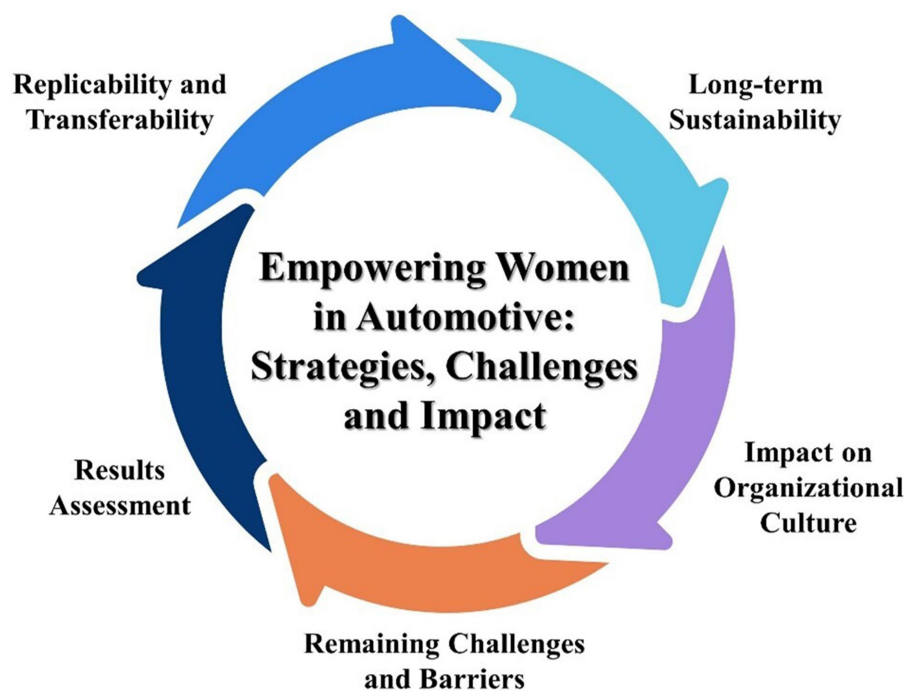 Replicability and
Transferability
Long-term
Sustainability
Empowering Women
in Automotive:
Strategies, Challenges
and Impact
Results
Assessment
Impact on
Organizational
Culture
Remaining Challenges
and Barriers